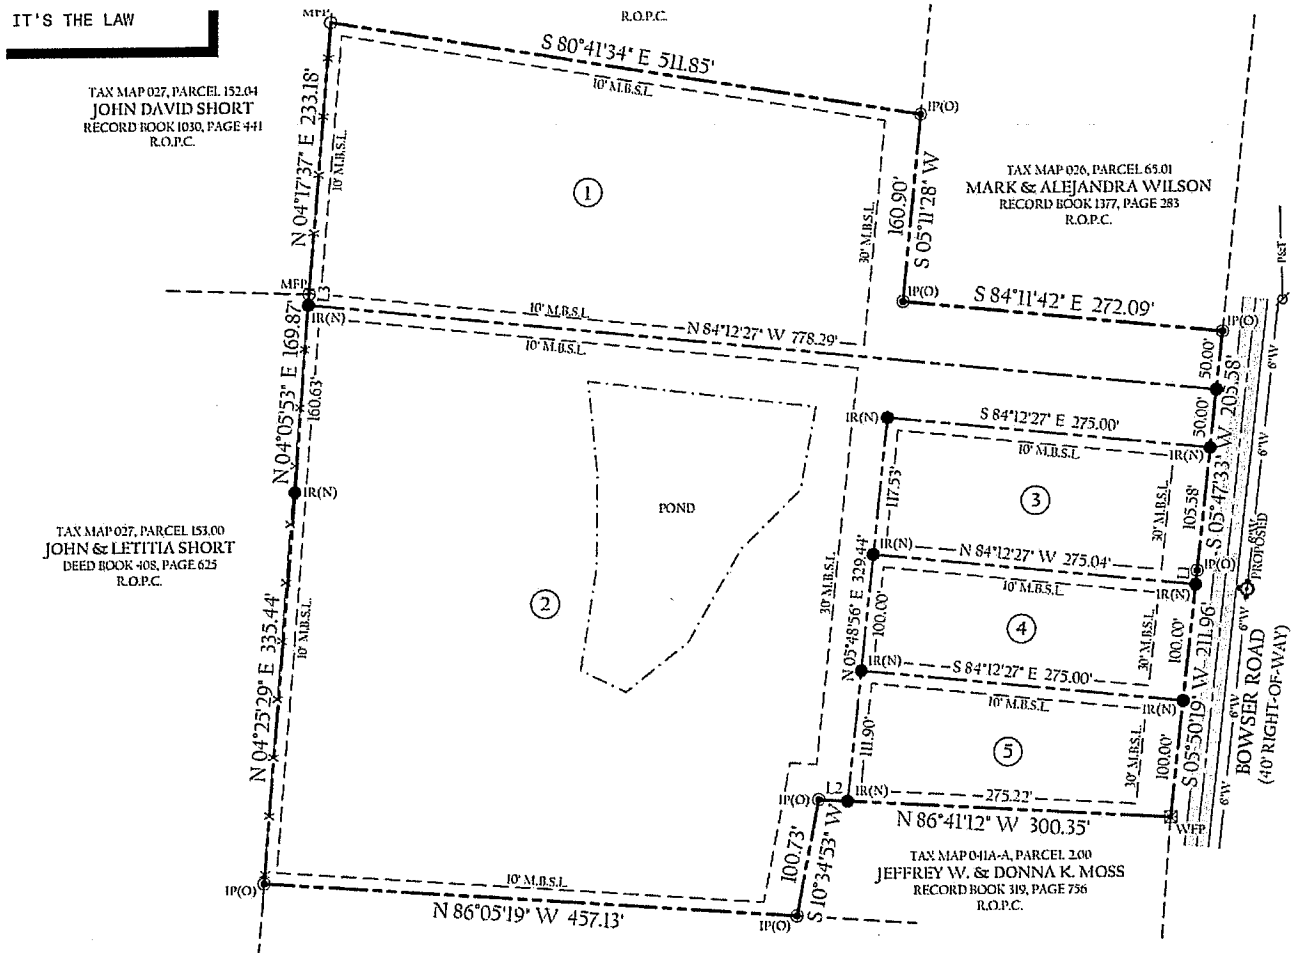 IT'S THE LAW
R.O.P.C.
MFP
S 80°41'34" E 511.85'
10' M.B.S.L.
IP(O)
TAX MAP 027, PARCEL 152.04
JOHN DAVID SHORT
RECORD BOOK 1030, PAGE 441
R.O.P.C.
N 04°17'37" E 233.18'
10' M.B.S.L.
1
30' M.B.S.L.
160.90'
S 05°11'28" W
TAX MAP 026, PARCEL 65.01
MARK & ALEJANDRA WILSON
RECORD BOOK 1377, PAGE 283
R.O.P.C.
P&T
MFP
L3
IR(N)
10' M.B.S.L.
N 84°12'27" W 778.29'
10' M.B.S.L.
IP(O)
S 84°11'42" E 272.09'
IP(O)
50.00'
50.00'
S 05°47'33" W 205.58'
6"W
6"W
N 04°05'53" E 169.87'
160.63'
IR(N)
IR(N)
S 84°12'27" E 275.00'
10' M.B.S.L.
IR(N)
117.53'
3
30' M.B.S.L.
105.58'
POND
TAX MAP 027, PARCEL 153.00
JOHN & LETITIA SHORT
DEED BOOK 408, PAGE 625
R.O.P.C.
IR(N)
N 84°12'27" W 275.04'
10' M.B.S.L.
L1
IP(O)
IR(N)
6"W
PROPOSED
6"W
2
30' M.B.S.L.
N 05°48'56" E 329.44'
100.00'
4
30' M.B.S.L.
100.00'
S 05°50'19" W 211.96'
N 04°25'29" E 335.44'
10' M.B.S.L.
IR(N)
S 84°12'27" E 275.00'
10' M.B.S.L.
IR(N)
6"W
BOWSER ROAD
(40' RIGHT-OF-WAY)
111.90'
5
30' M.B.S.L.
100.00'
6"W
IP(O)
L2
IR(N)
275.22'
N 86°41'12" W 300.35'
WFP
100.73'
S 10°34'53" W
TAX MAP 041A-A, PARCEL 2.00
JEFFREY W. & DONNA K. MOSS
RECORD BOOK 319, PAGE 756
R.O.P.C.
IP(O)
10' M.B.S.L.
N 86°05'19" W 457.13'
IP(O)